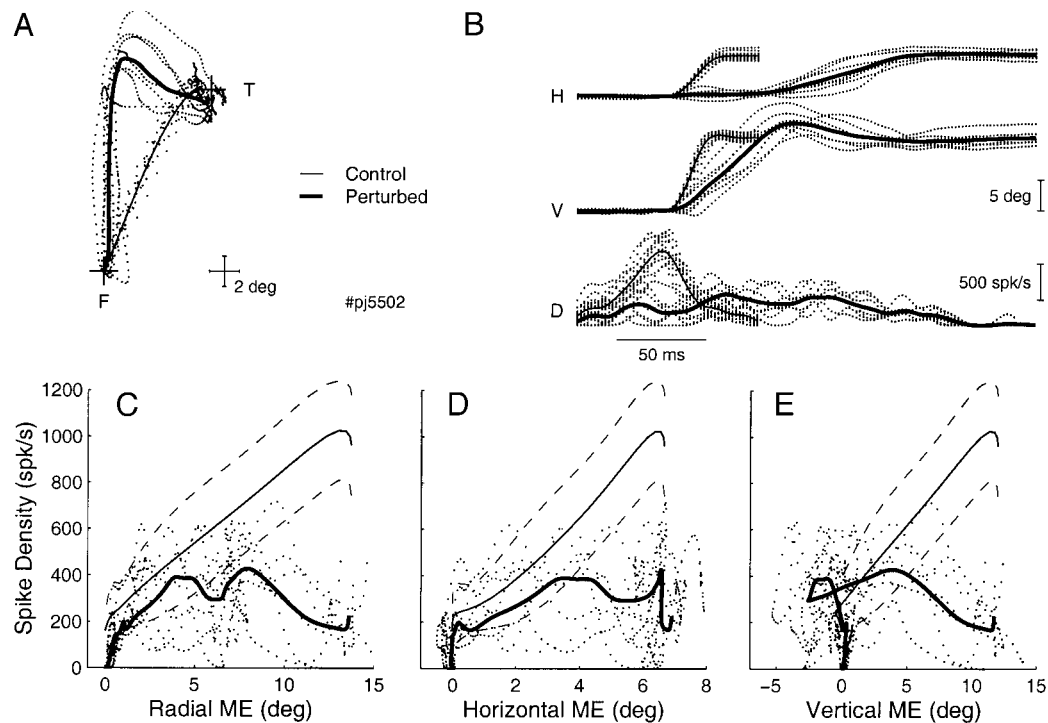 A
T
Control
Perturbed
F
2 deg
#pj5502
B
H
V
5 deg
D
500 spk/s
50 ms
Spike Density (spk/s)
1200
1000
800
600
400
200
0
C
0
5
10
15
Radial ME (deg)
D
0
2
4
6
8
Horizontal ME (deg)
E
−5
0
5
10
15
Vertical ME (deg)